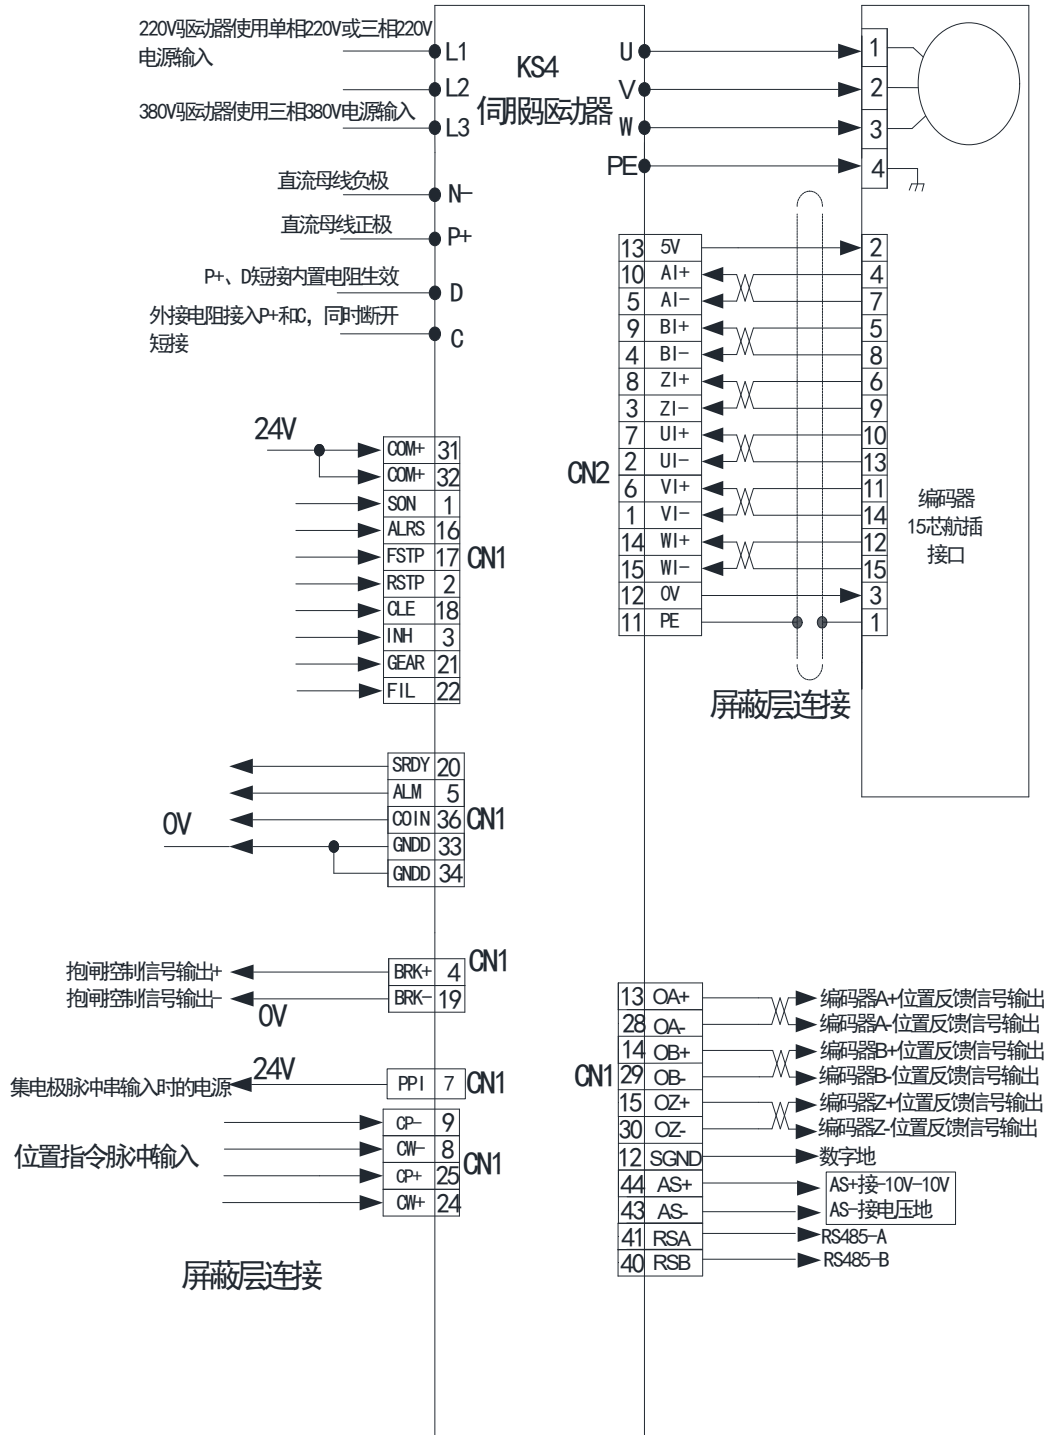 220V驱动器使用单相220V或三相220V
电源输入
L1
L2
380V驱动器使用三相380V电源输入
L3
直流母线负极
N-
直流母线正极
P+
P+、D短接内置电阻生效
D
外接电阻接入P+和C, 同时断开
短接
C
KS4
伺服驱动器
U
V
W
PE
1
2
3
4
24V
COM+ 31
COM+ 32
SON 1
ALRS 16
FSTP 17
RSTP 2
CLE 18
INH 3
GEAR 21
FIL 22
CN1
CN2
13 5V 2
10 AI+ 4
5 AI- 7
9 BI+ 5
4 BI- 8
8 ZI+ 6
3 ZI- 9
7 UI+ 10
2 UI- 13
6 VI+ 11
1 VI- 14
14 WI+ 12
15 WI- 15
12 0V 3
11 PE 1
编码器
15芯航插
接口
屏蔽层连接
SRDY 20
ALM 5
COIN 36
GNDD 33
GNDD 34
CN1
0V
抱闸控制信号输出+
BRK+ 4
CN1
抱闸控制信号输出-
BRK- 19
0V
集电极脉冲串输入时的电源
24V
PPI 7
CN1
位置指令脉冲输入
CP- 9
CW- 8
CP+ 25
CW+ 24
CN1
屏蔽层连接
CN1
13 OA+ 编码器A+位置反馈信号输出
28 OA- 编码器A-位置反馈信号输出
14 OB+ 编码器B+位置反馈信号输出
29 OB- 编码器B-位置反馈信号输出
15 OZ+ 编码器Z+位置反馈信号输出
30 OZ- 编码器Z-位置反馈信号输出
12 SGND 数字地
44 AS+ AS+接-10V-10V
43 AS- AS-接电压地
41 RSA RS485-A
40 RSB RS485-B